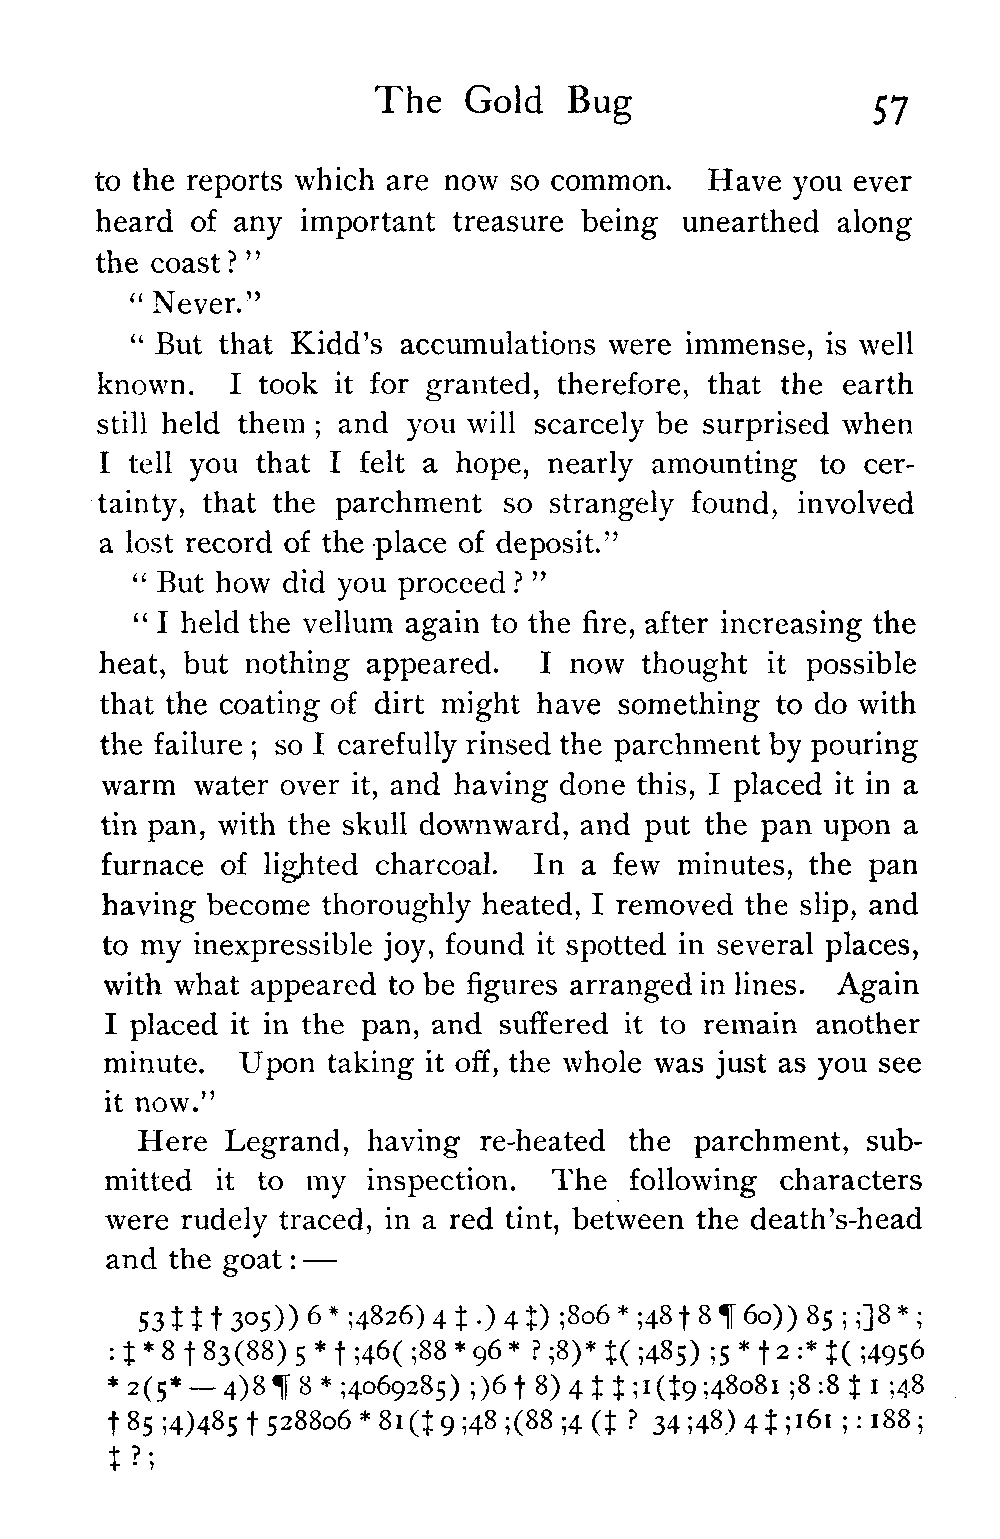 The Gold Bug 57
to the reports which are now so common. Have you ever
heard of any important treasure being unearthed along
the coast? ”
“ Never.”
“ But that Kidd’s accumulations were immense, is well
known. I took it for granted, therefore, that the earth
still held them ; and you will scarcely be surprised when
I tell you that I felt a hope, nearly amounting to cer-
tainty, that the parchment so strangely found, involved
a lost record of the place of deposit.”
“ But how did you proceed ? ”
“ I held the vellum again to the fire, after increasing the
heat, but nothing appeared. I now thought it possible
that the coating of dirt might have something to do with
the failure ; so I carefully rinsed the parchment by pouring
warm water over it, and having done this, I placed it in a
tin pan, with the skull downward, and put the pan upon a
furnace of lighted charcoal. In a few minutes, the pan
having become thoroughly heated, I removed the slip, and
to my inexpressible joy, found it spotted in several places,
with what appeared to be figures arranged in lines. Again
I placed it in the pan, and suffered it to remain another
minute. Upon taking it off, the whole was just as you see
it now.”
Here Legrand, having re-heated the parchment, sub-
mitted it to my inspection. The following characters
were rudely traced, in a red tint, between the death’s-head
and the goat : —
53 ‡ ‡ † 305)) 6 * ;4826) 4 ‡ .) 4 ‡) ;806 * ;48 † 8 ¶ 60)) 85 ; ;]8 * ;
: ‡ * 8 † 83(88) 5 * † ;46( ;88 * 96 * ? ;8)* ‡( ;485) ;5 * † 2 :* ‡( ;4956
* 2(5* — 4)8 ¶ 8 * ;4069285) ;)6 † 8) 4 ‡ ‡ ;1(‡9 ;48081 ;8 :8 ‡ 1 ;48
† 85 ;4)485 † 528806 * 81(‡ 9 ;48 ;(88 ;4 (‡ ? 34 ;48) 4 ‡ ;161 ; : 188 ;
‡ ? ;